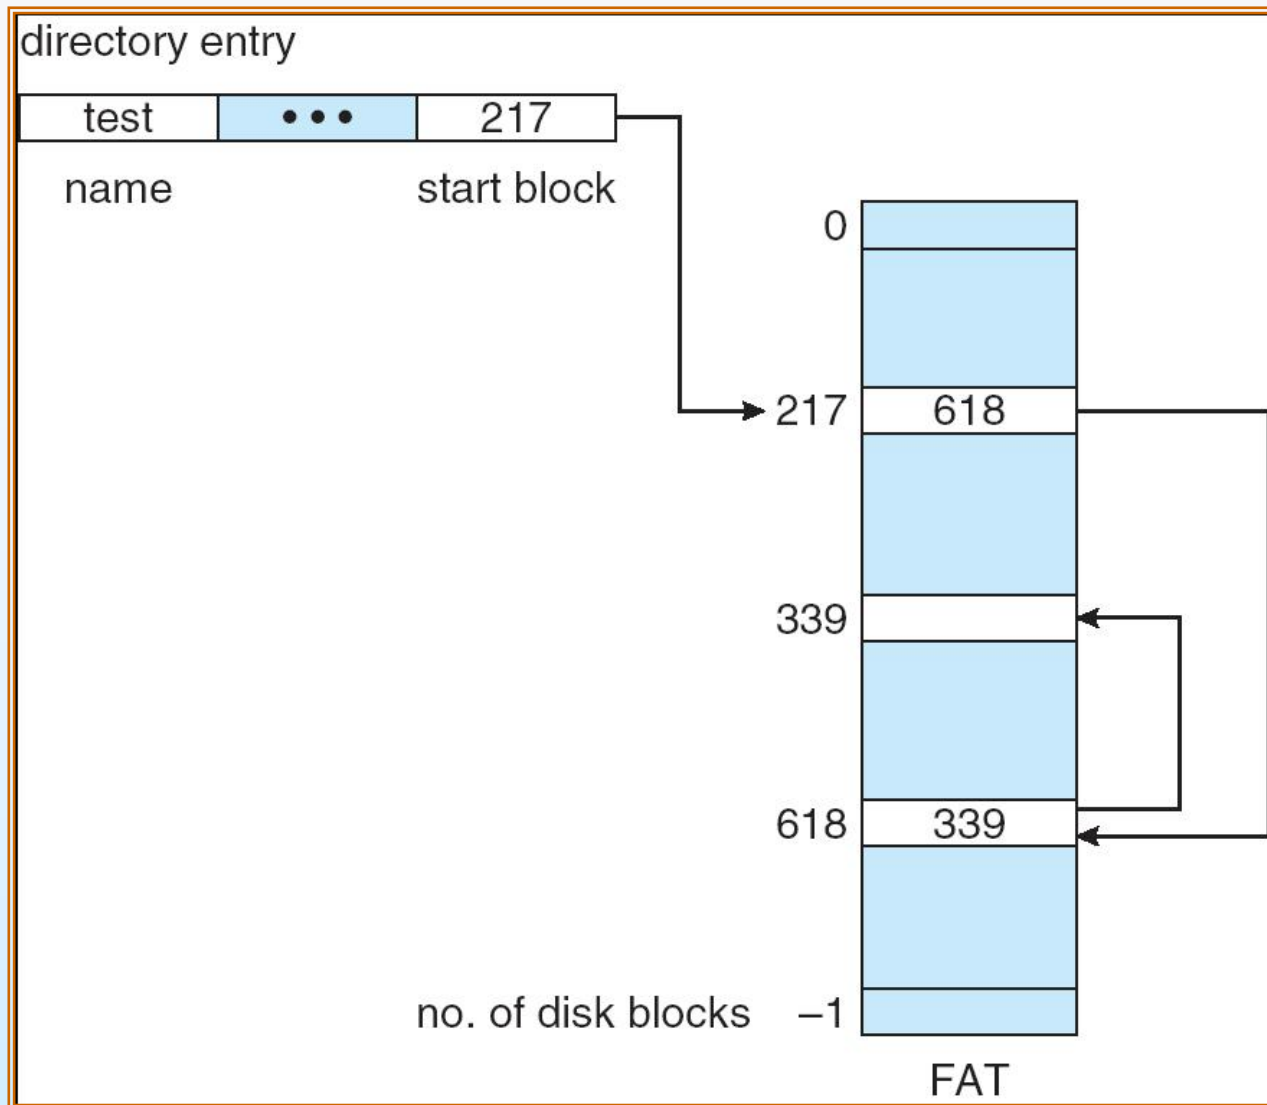 directory entry
test ••• 217
name start block
0
217 618
339
618 339
no. of disk blocks –1
FAT